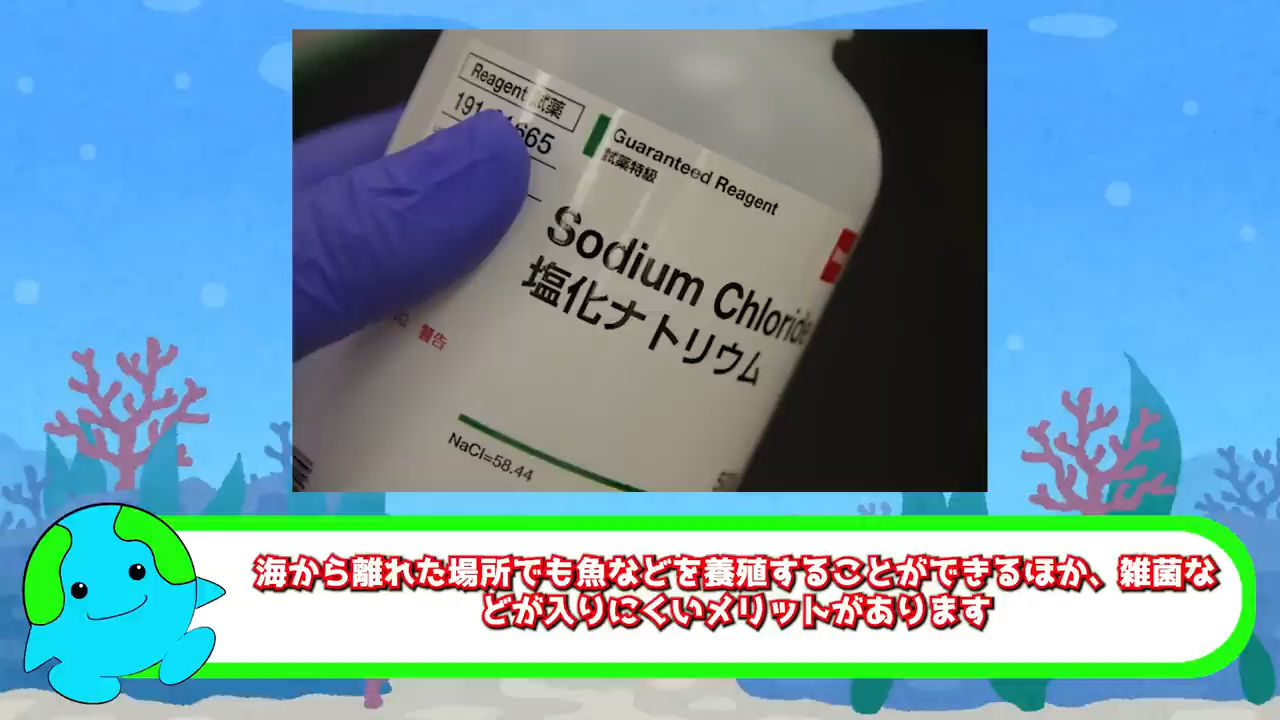 Reagent 試薬
Guaranteed Reagent
試薬特級
Sodium Chloride
塩化ナトリウム
警告
NaCl=58.44
海から離れた場所でも魚などを養殖することができるほか、雑菌な
どが入りにくいメリットがあります